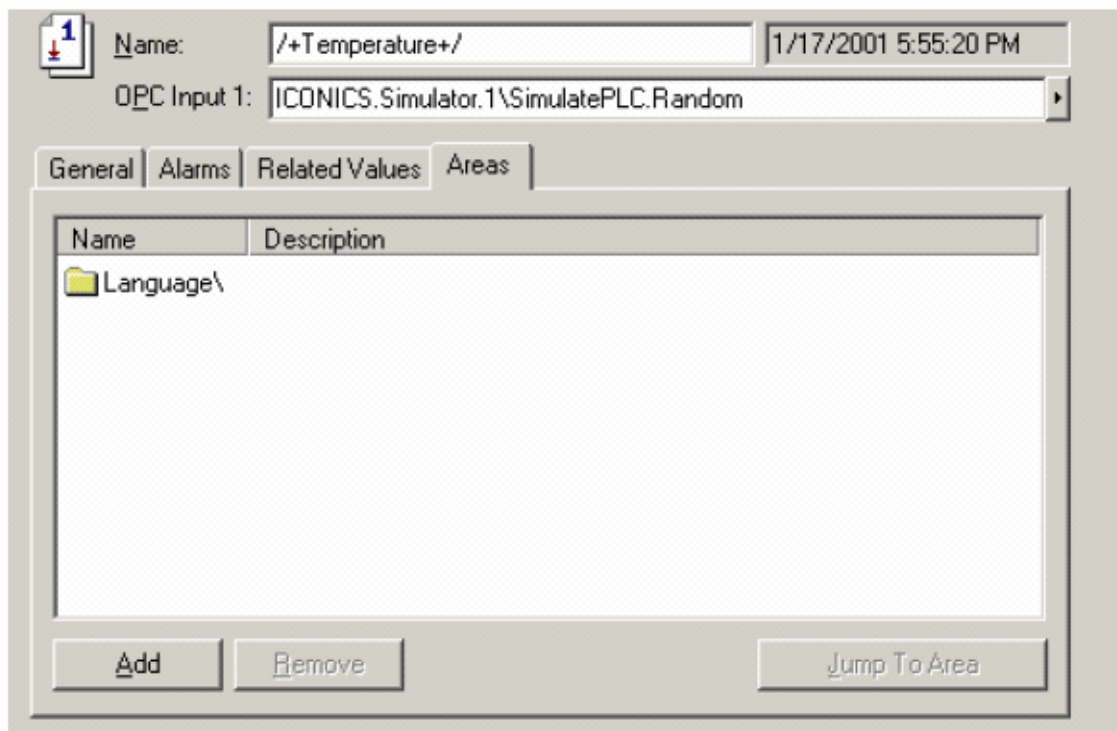 1
Name: /+Temperature+/ 1/17/2001 5:55:20 PM
OPC Input 1: ICONICS.Simulator.1\SimulatePLC.Random
General Alarms Related Values Areas
Name Description
Language\
Add Remove Jump To Area